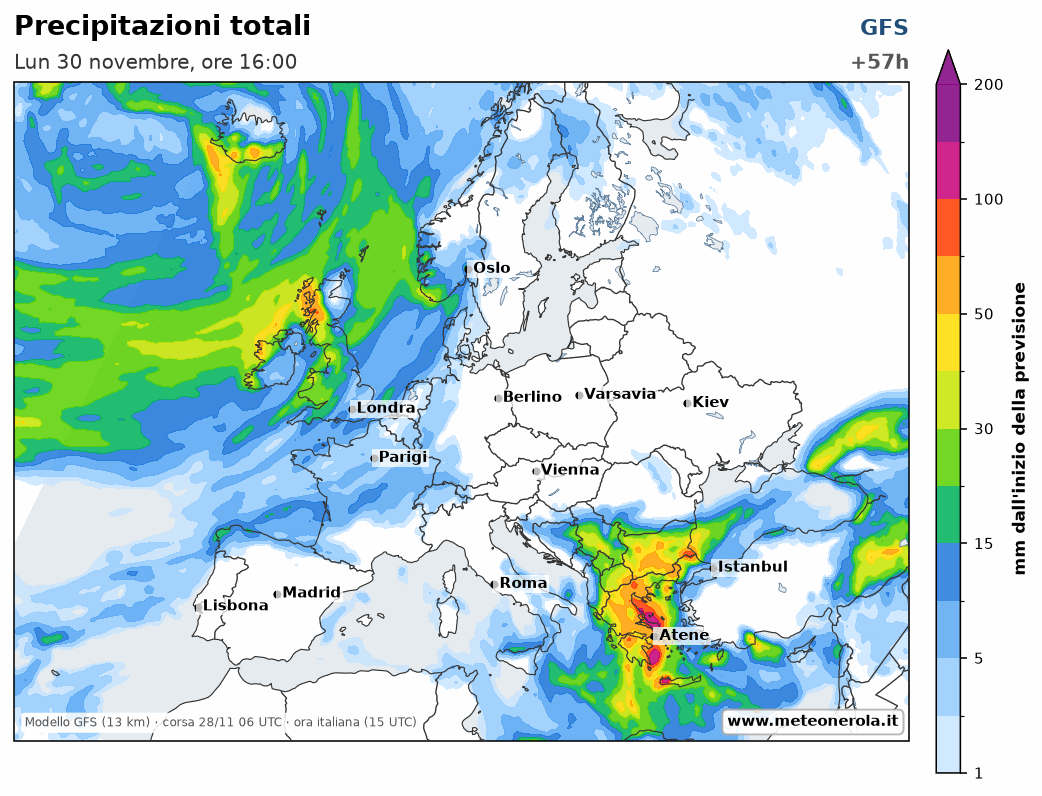 Precipitazioni totali
GFS
Lun 30 novembre, ore 16:00
+57h
200
100
50
30
15
5
1
mm dall'inizio della previsione
Oslo
Berlino
Varsavia
Kiev
Londra
Parigi
Vienna
Istanbul
Roma
Madrid
Lisbona
Atene
Modello GFS (13 km) · corsa 28/11 06 UTC · ora italiana (15 UTC)
www.meteonerola.it